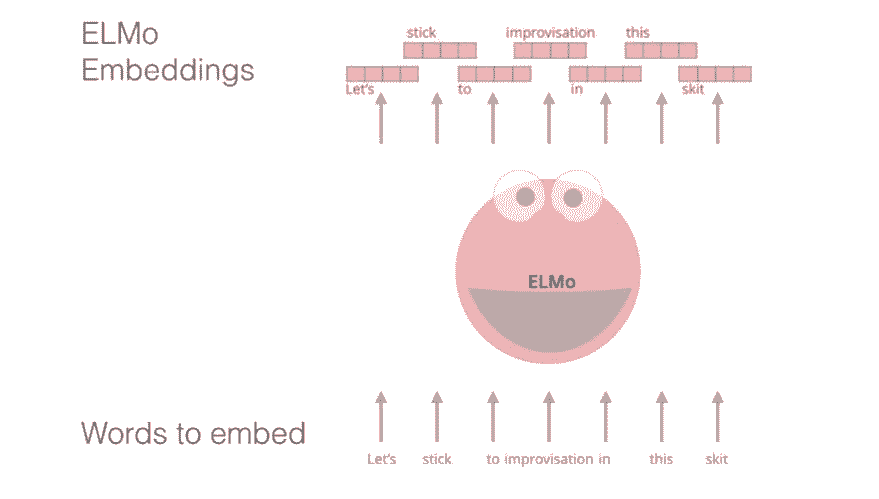 ELMo
Embeddings
stick improvisation this
Let's to in skit
ELMo
Words to embed
Let's stick to improvisation in this skit